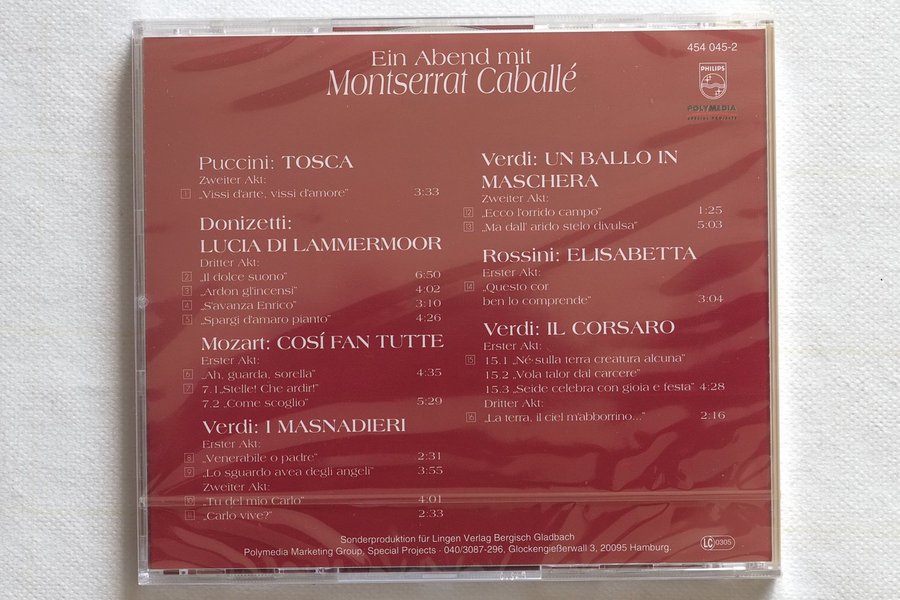 Ein Abend mit
Montserrat Caballé
454 045-2
PHILIPS
POLYMEDIA
SPECIAL PROJECTS
Puccini: TOSCA
Zweiter Akt:
1 „Vissi d'arte, vissi d'amore" 3:33
Donizetti:
LUCIA DI LAMMERMOOR
Dritter Akt:
2 „Il dolce suono" 6:50
3 „Ardon gl'incensi" 4:02
4 „S'avanza Enrico" 3:10
5 „Spargi d'amaro pianto" 4:26
Mozart: COSÍ FAN TUTTE
Erster Akt:
6 „Ah, guarda, sorella" 4:35
7 7.1 „Stelle! Che ardir!"
7.2 „Come scoglio" 5:29
Verdi: I MASNADIERI
Erster Akt:
8 „Venerabile o padre" 2:31
9 „Lo sguardo avea degli angeli" 3:55
Zweiter Akt:
10 „Tu del mio Carlo" 4:01
11 „Carlo vive?" 2:33
Verdi: UN BALLO IN
MASCHERA
Zweiter Akt:
12 „Ecco l'orrido campo" 1:25
13 „Ma dall' arido stelo divulsa" 5:03
Rossini: ELISABETTA
Erster Akt:
14 „Questo cor
ben lo comprende" 3:04
Verdi: IL CORSARO
Erster Akt:
15 15.1 „Né sulla terra creatura alcuna"
15.2 „Vola talor dal carcere"
15.3 „Seide celebra con gioia e festa" 4:28
Dritter Akt:
16 „La terra, il ciel m'abborrino..." 2:16
Sonderproduktion für Lingen Verlag Bergisch Gladbach
Polymedia Marketing Group, Special Projects · 040/3087-296, Glockengießerwall 3, 20095 Hamburg.
LC 0305